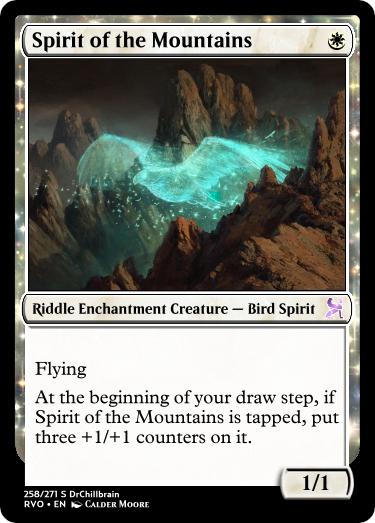 Spirit of the Mountains
Riddle Enchantment Creature — Bird Spirit
Flying
At the beginning of your draw step, if
Spirit of the Mountains is tapped, put
three +1/+1 counters on it.
1/1
258/271 S DrChillbrain
RVO • EN Calder Moore